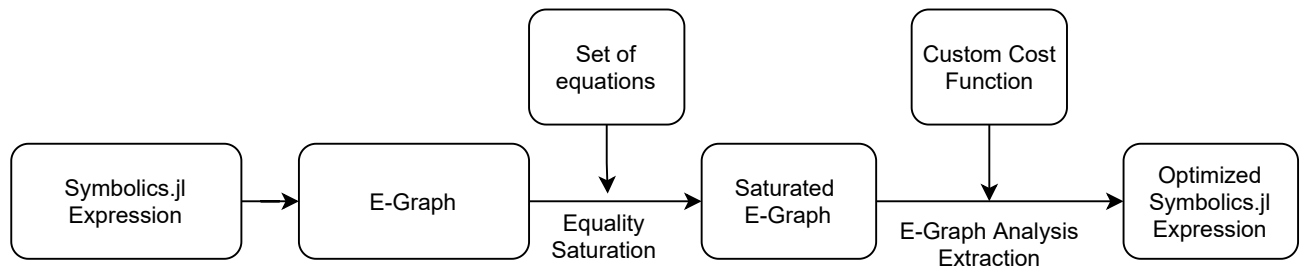 Set of
equations
Custom Cost
Function
Symbolics.jl
Expression
E-Graph
Equality
Saturation
Saturated
E-Graph
E-Graph Analysis
Extraction
Optimized
Symbolics.jl
Expression